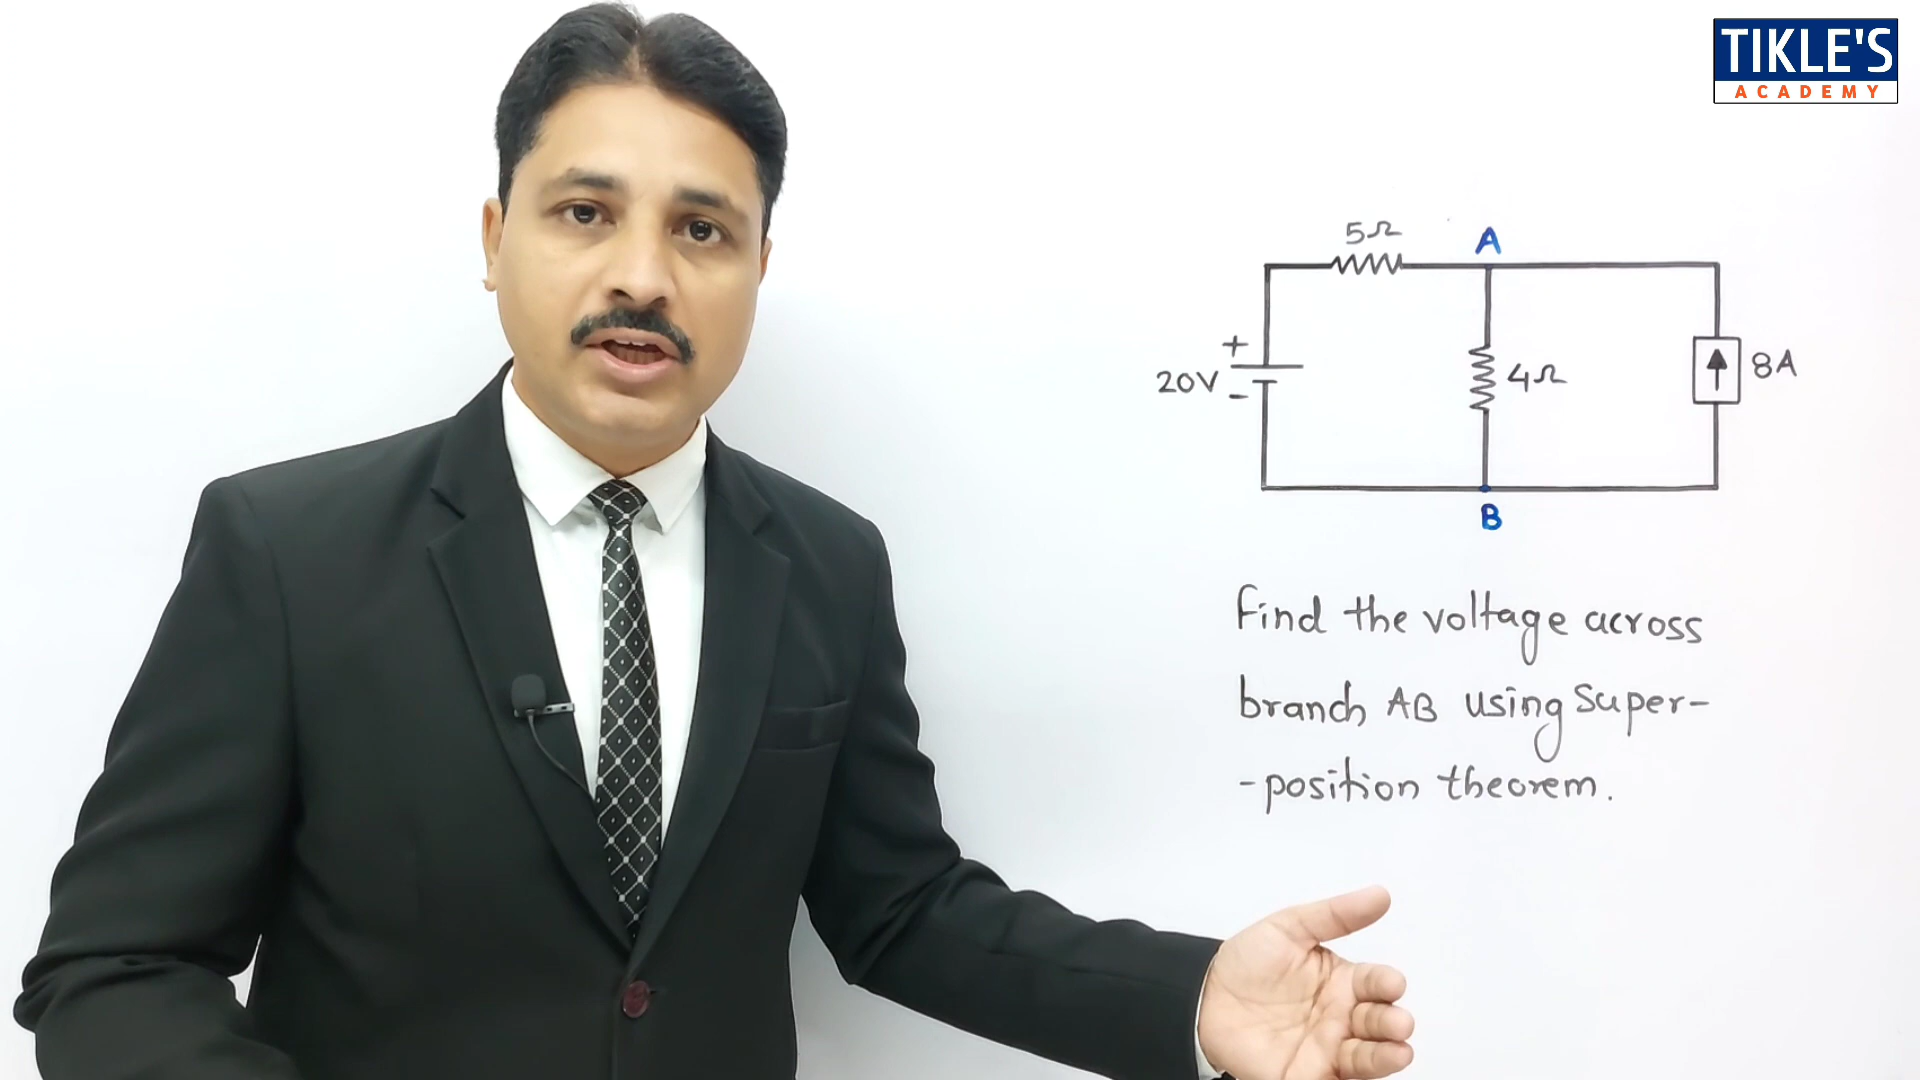 TIKLE'S
ACADEMY
5Ω
A
+
20V
-
4Ω
8A
B
Find the voltage across
branch AB using Super-
-position theorem.